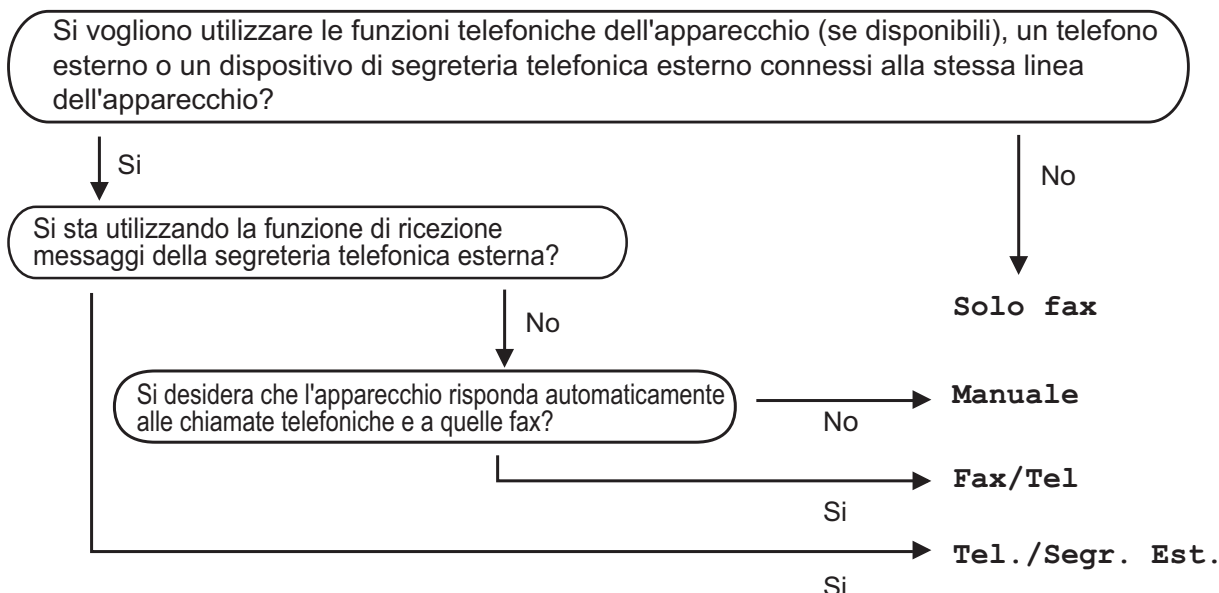 Si vogliono utilizzare le funzioni telefoniche dell'apparecchio (se disponibili), un telefono
esterno o un dispositivo di segreteria telefonica esterno connessi alla stessa linea
dell'apparecchio?
Si
No
Si sta utilizzando la funzione di ricezione
messaggi della segreteria telefonica esterna?
Solo fax
No
Si desidera che l'apparecchio risponda automaticamente
alle chiamate telefoniche e a quelle fax?
No
Manuale
Si
Fax/Tel
Si
Tel./Segr. Est.